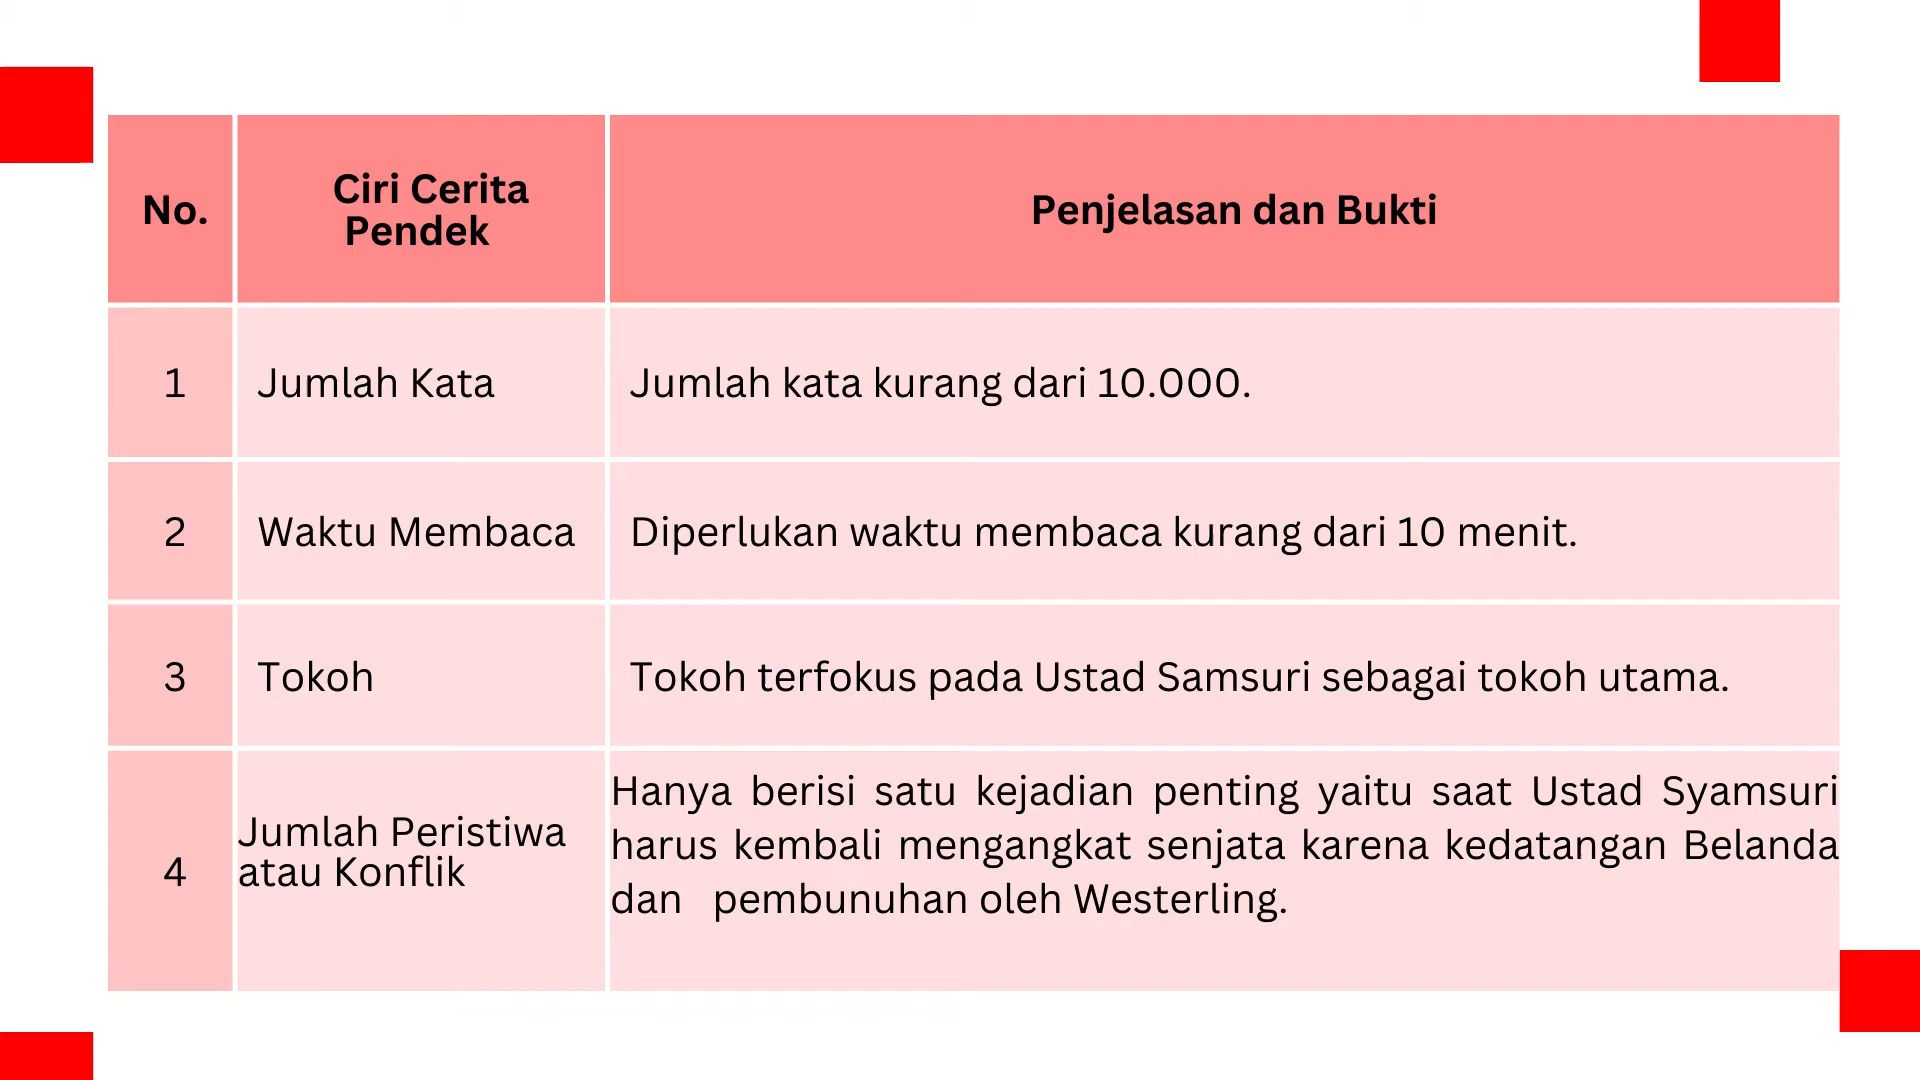 No.
Ciri Cerita
Pendek
Penjelasan dan Bukti
1
Jumlah Kata
Jumlah kata kurang dari 10.000.
2
Waktu Membaca
Diperlukan waktu membaca kurang dari 10 menit.
3
Tokoh
Tokoh terfokus pada Ustad Samsuri sebagai tokoh utama.
4
Jumlah Peristiwa
atau Konflik
Hanya berisi satu kejadian penting yaitu saat Ustad Syamsuri
harus kembali mengangkat senjata karena kedatangan Belanda
dan pembunuhan oleh Westerling.